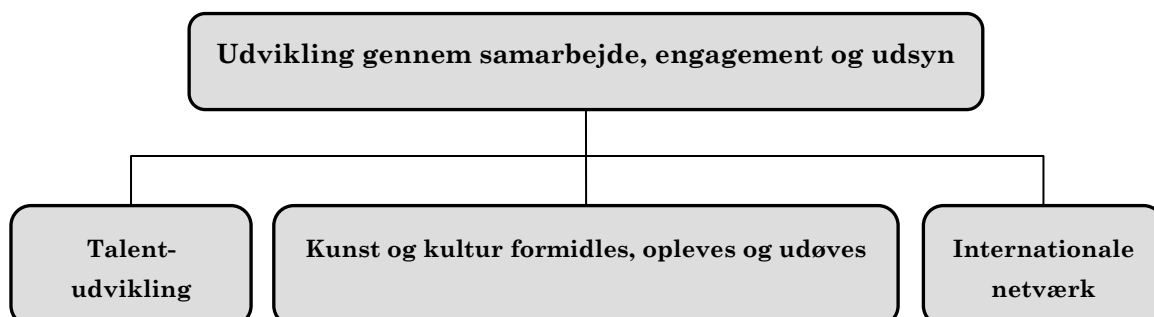 Udvikling gennem samarbejde, engagement og udsyn
Talent-
udvikling
Kunst og kultur formidles, opleves og udøves
Internationale
netværk